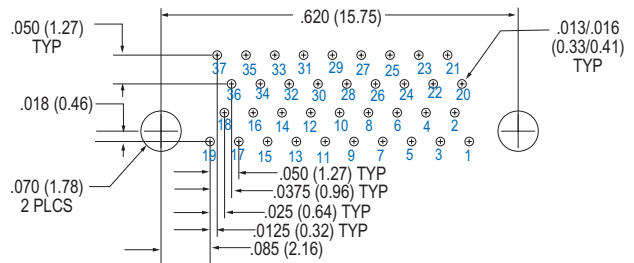 .620 (15.75)
.050 (1.27)
TYP
.013/.016
(0.33/0.41)
TYP
37 35 33 31 29 27 25 23 21
36 34 32 30 28 26 24 22 20
.018 (0.46)
18 16 14 12 10 8 6 4 2
19 17 15 13 11 9 7 5 3 1
.070 (1.78)
2 PLCS
.050 (1.27) TYP
.0375 (0.96) TYP
.025 (0.64) TYP
.0125 (0.32) TYP
.085 (2.16)